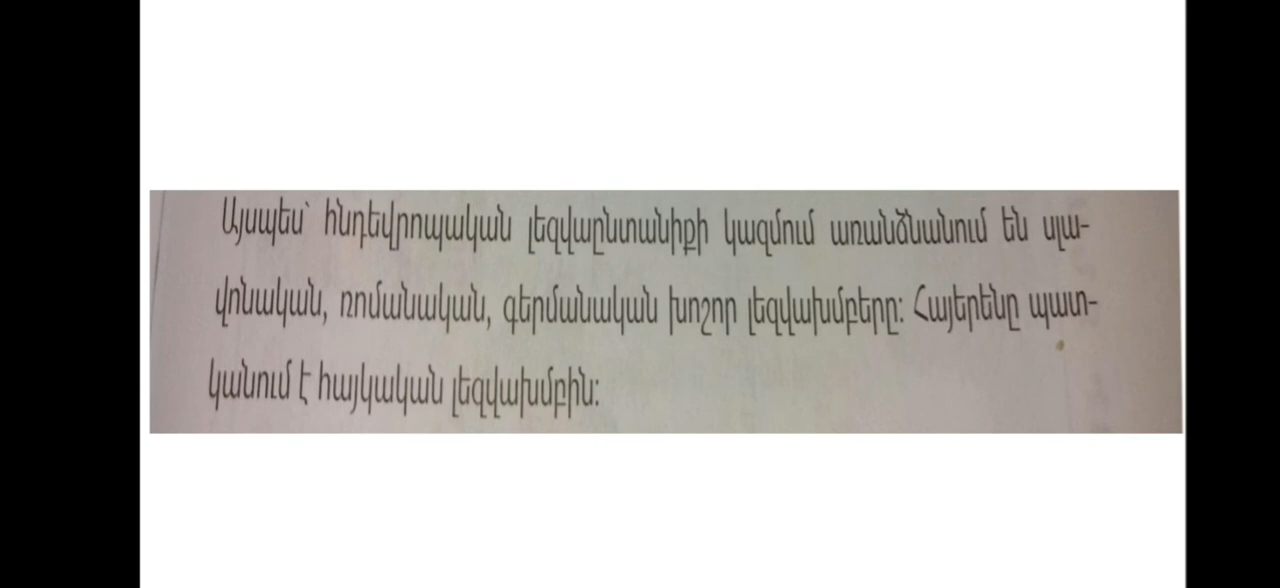 Այսպես՝ հնդեվրոպական լեզվաընտանիքի կազմում առանձնանում են սլա-
վոնական, ռոմանական, գերմանական խոշոր լեզվախմբերը: Հայերենը պատ-
կանում է հայկական լեզվախմբին: